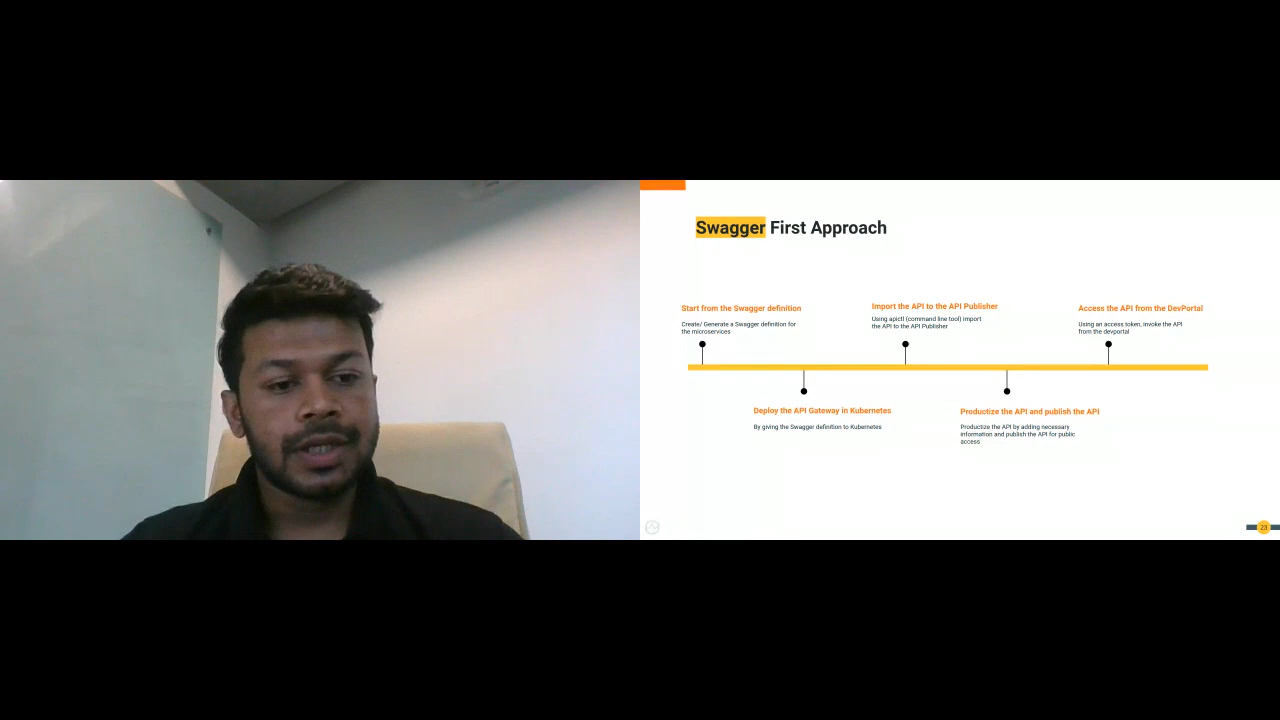 Swagger First Approach
Start from the Swagger definition
Create/ Generate a Swagger definition for
the microservices
Import the API to the API Publisher
Using apictl (command line tool) import
the API to the API Publisher
Access the API from the DevPortal
Using an access token, invoke the API
from the devportal
Deploy the API Gateway in Kubernetes
By giving the Swagger definition to Kubernetes
Productize the API and publish the API
Productize the API by adding necessary
information and publish the API for public
access
23